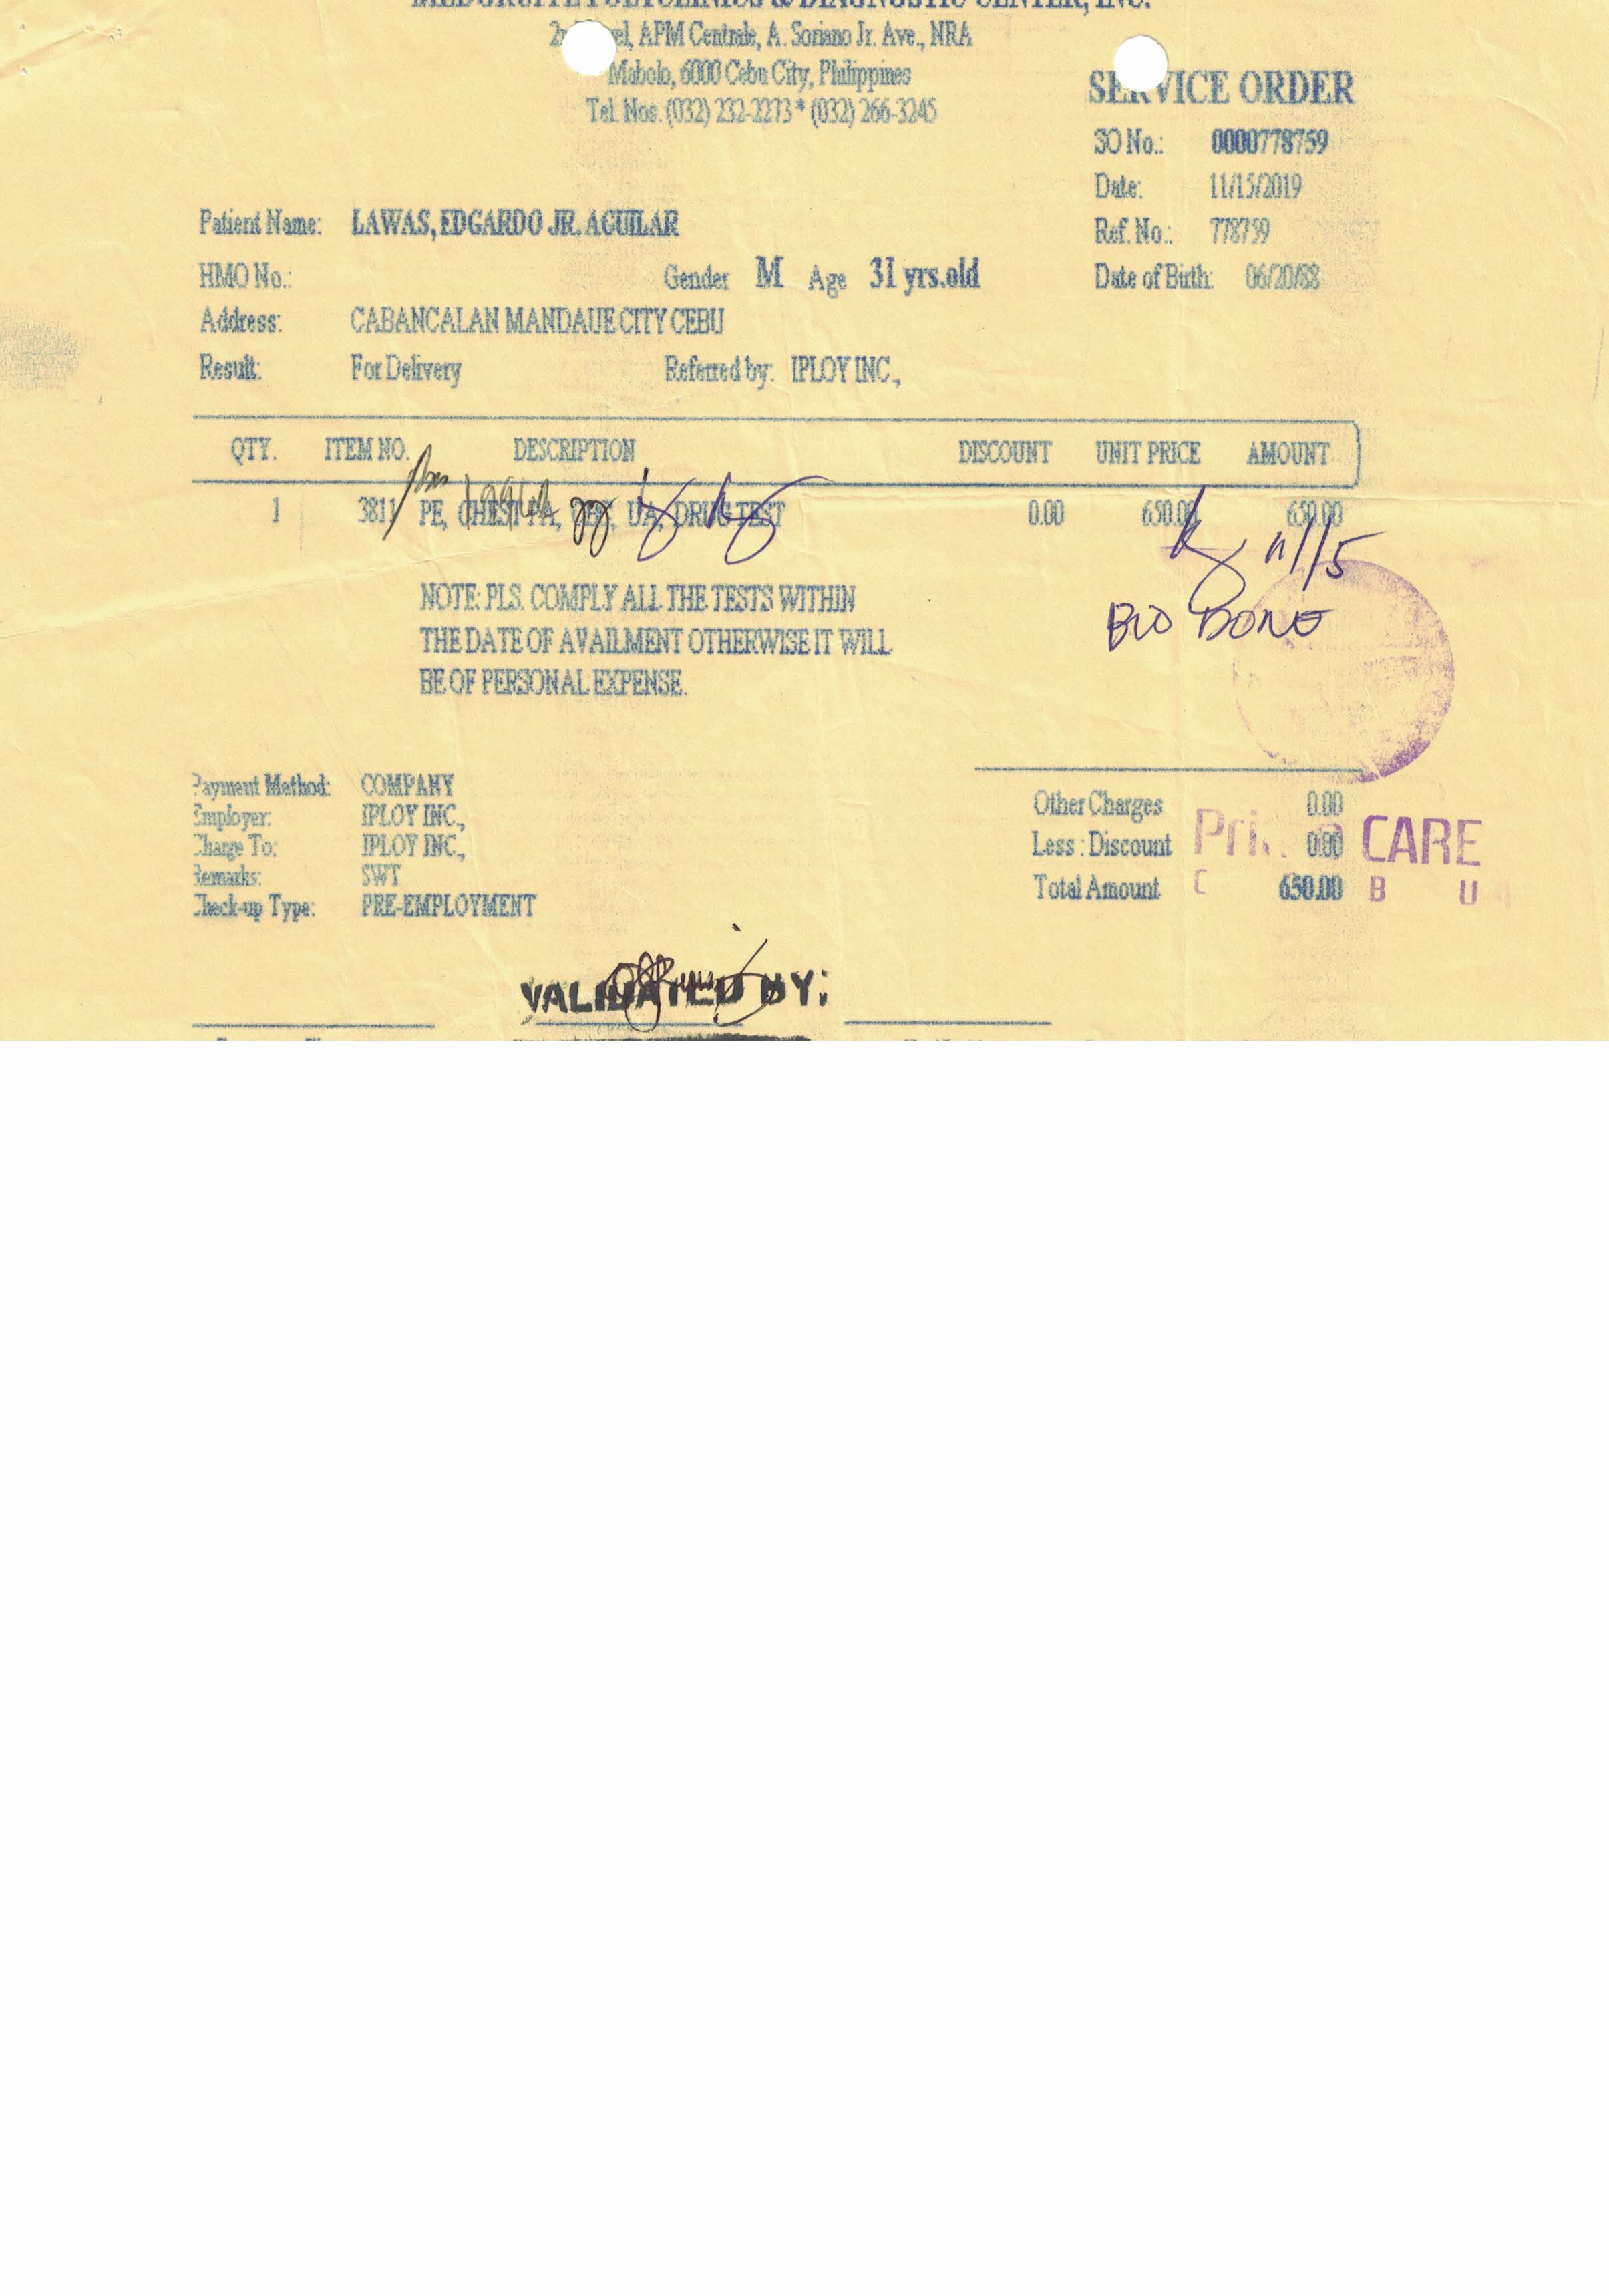 POLYCLINICS & DIAGNOSTIC CENTER, INC.
APM Centrale, A. Soriano Jr. Ave., NRA
Mabolo, 6000 Cebu City, Philippines
Tel. Nos. (032) 232-2273 * (032) 266-3245
SERVICE ORDER
SO No.: 0000778759
Date: 11/15/2019
Patient Name: LAWAS, EDGARDO JR. AGUILAR
Ref. No.: 778759
HMO No.: Gender M Age 31 yrs.old Date of Birth: 06/20/88
Address: CABANCALAN MANDAUE CITY CEBU
Result: For Delivery Referred by: IPLOY INC.,
QTY. ITEM NO. DESCRIPTION DISCOUNT UNIT PRICE AMOUNT
1 3811 PE, CHEST PA, UA, DRUG TEST 0.00 650.00 650.00
11/15
BIO DONE
NOTE: PLS. COMPLY ALL THE TESTS WITHIN
THE DATE OF AVAILMENT OTHERWISE IT WILL
BE OF PERSONAL EXPENSE.
Payment Method: COMPANY
Employer: IPLOY INC.,
Charge To: IPLOY INC.,
Remarks: SWT
Check-up Type: PRE-EMPLOYMENT
Other Charges 0.00
Less : Discount 0.00
Total Amount 650.00
CARE
VALIDATED BY: